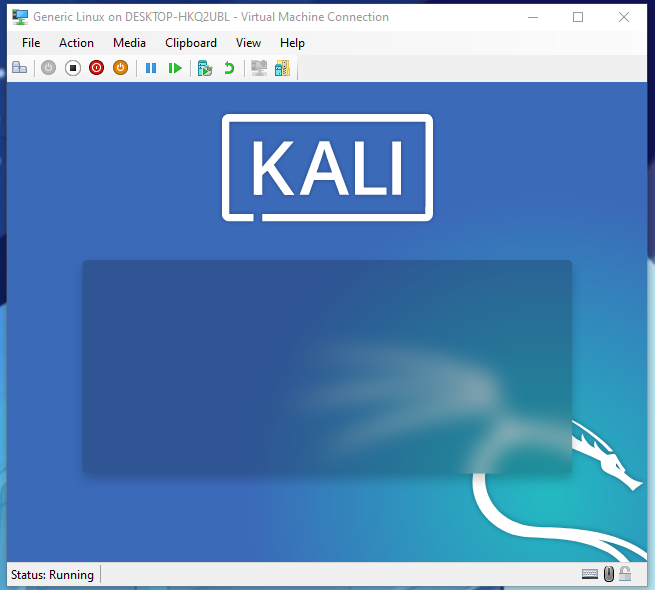 Generic Linux on DESKTOP-HKQ2UBL - Virtual Machine Connection
File Action Media Clipboard View Help
KALI
Status: Running